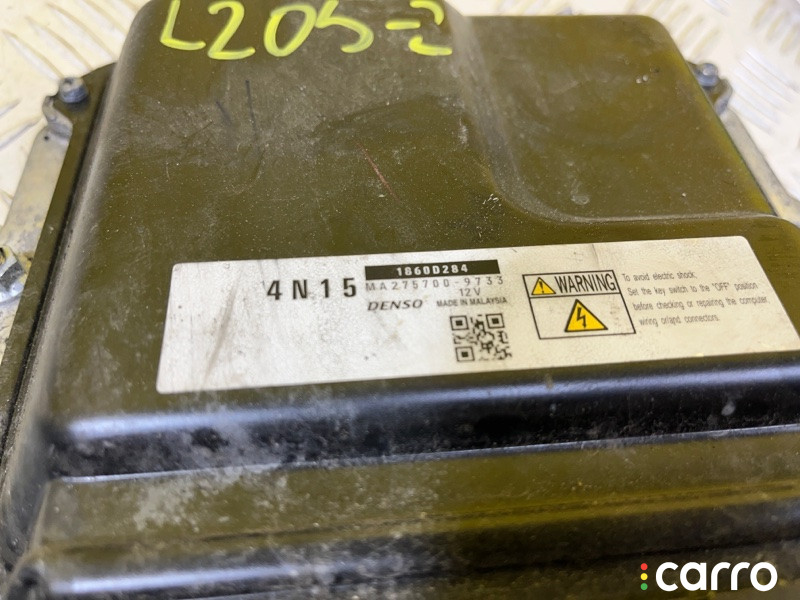 L205-2
1860D284
4N15
MA275700-9733
12V
DENSO MADE IN MALAYSIA
WARNING
To avoid electric shock.
Set the key switch to the "OFF" position
before checking or repairing the computer
wiring or/and connectors.
carro